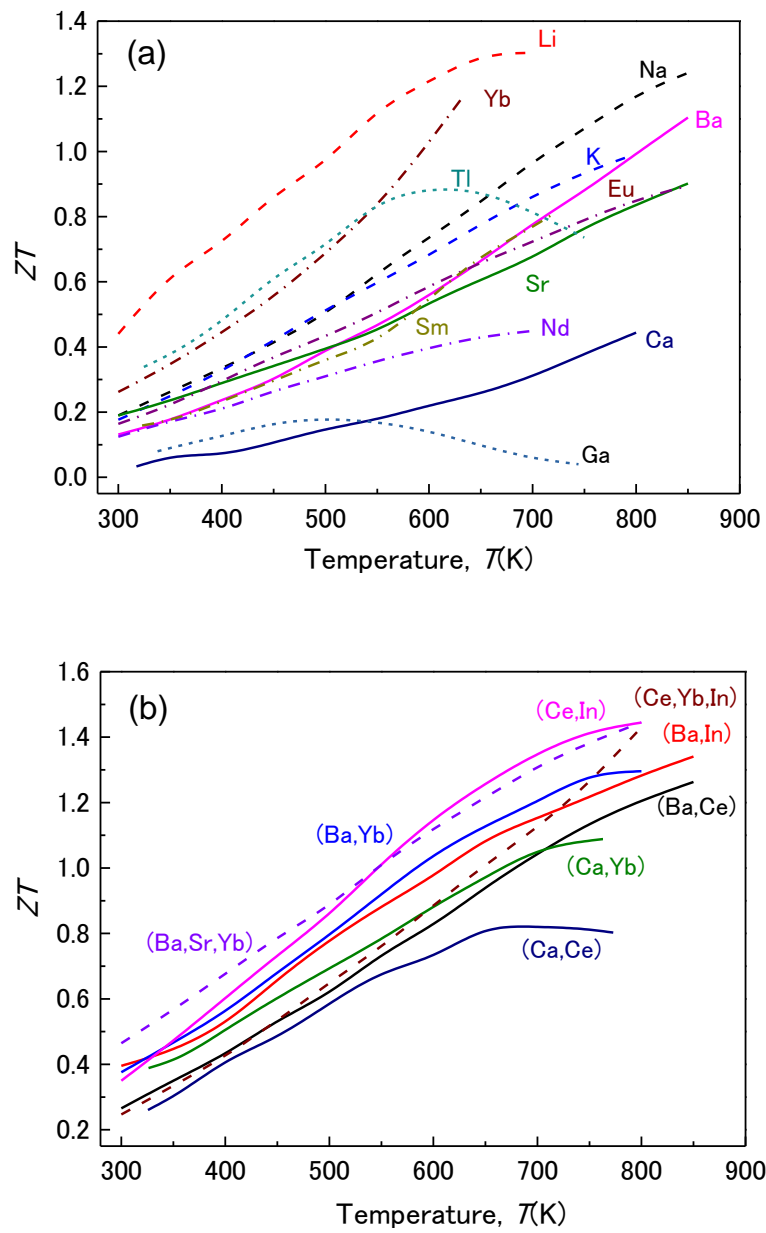 (a)
1.4
1.2
1.0
0.8
0.6
0.4
0.2
0.0
ZT
Li
Yb
Na
Ba
K
Tl
Eu
Sr
Sm
Nd
Ca
Ga
300 400 500 600 700 800 900
Temperature, T(K)
(b)
1.6
1.4
1.2
1.0
0.8
0.6
0.4
0.2
ZT
(Ce,In)
(Ce,Yb,In)
(Ba,In)
(Ba,Ce)
(Ba,Yb)
(Ca,Yb)
(Ba,Sr,Yb)
(Ca,Ce)
300 400 500 600 700 800 900
Temperature, T(K)